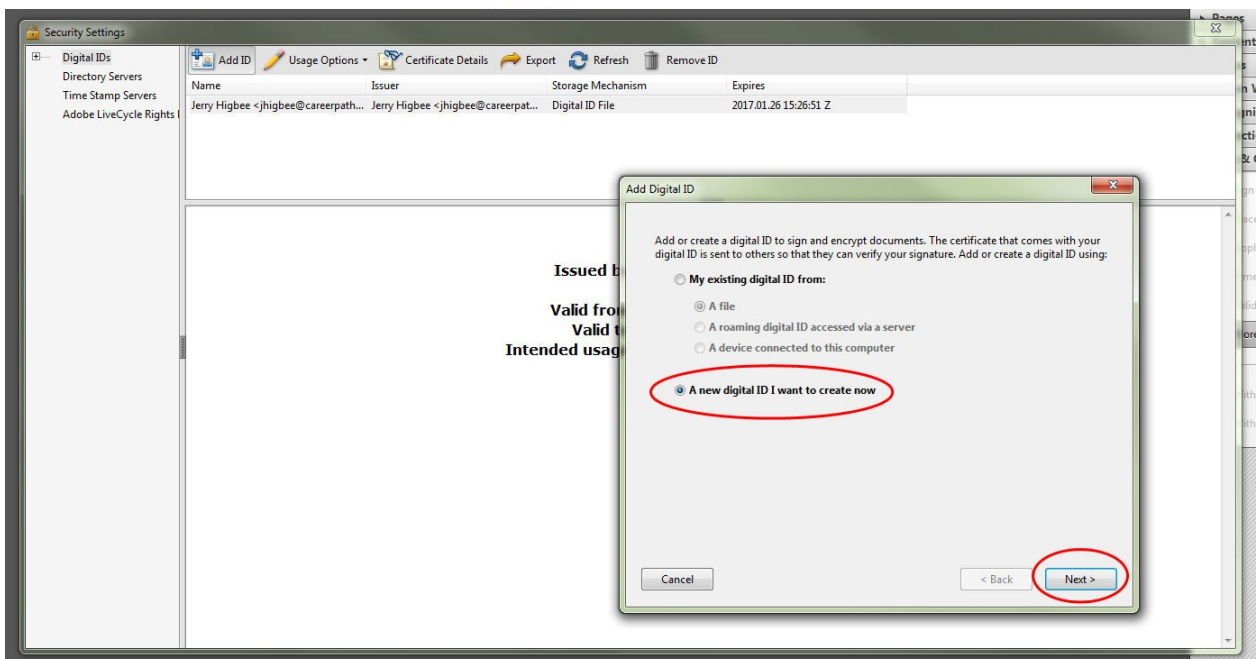 Security Settings
Digital IDs
Directory Servers
Time Stamp Servers
Adobe LiveCycle Rights
Add ID Usage Options Certificate Details Export Refresh Remove ID
Name Issuer Storage Mechanism Expires
Jerry Higbee <jhigbee@careerpath... Jerry Higbee <jhigbee@careerpat... Digital ID File 2017.01.26 15:26:51 Z
Issued b
Valid fro
Valid t
Intended usag
Add Digital ID
Add or create a digital ID to sign and encrypt documents. The certificate that comes with your
digital ID is sent to others so that they can verify your signature. Add or create a digital ID using:
My existing digital ID from:
A file
A roaming digital ID accessed via a server
A device connected to this computer
A new digital ID I want to create now
Cancel < Back Next >
Pages